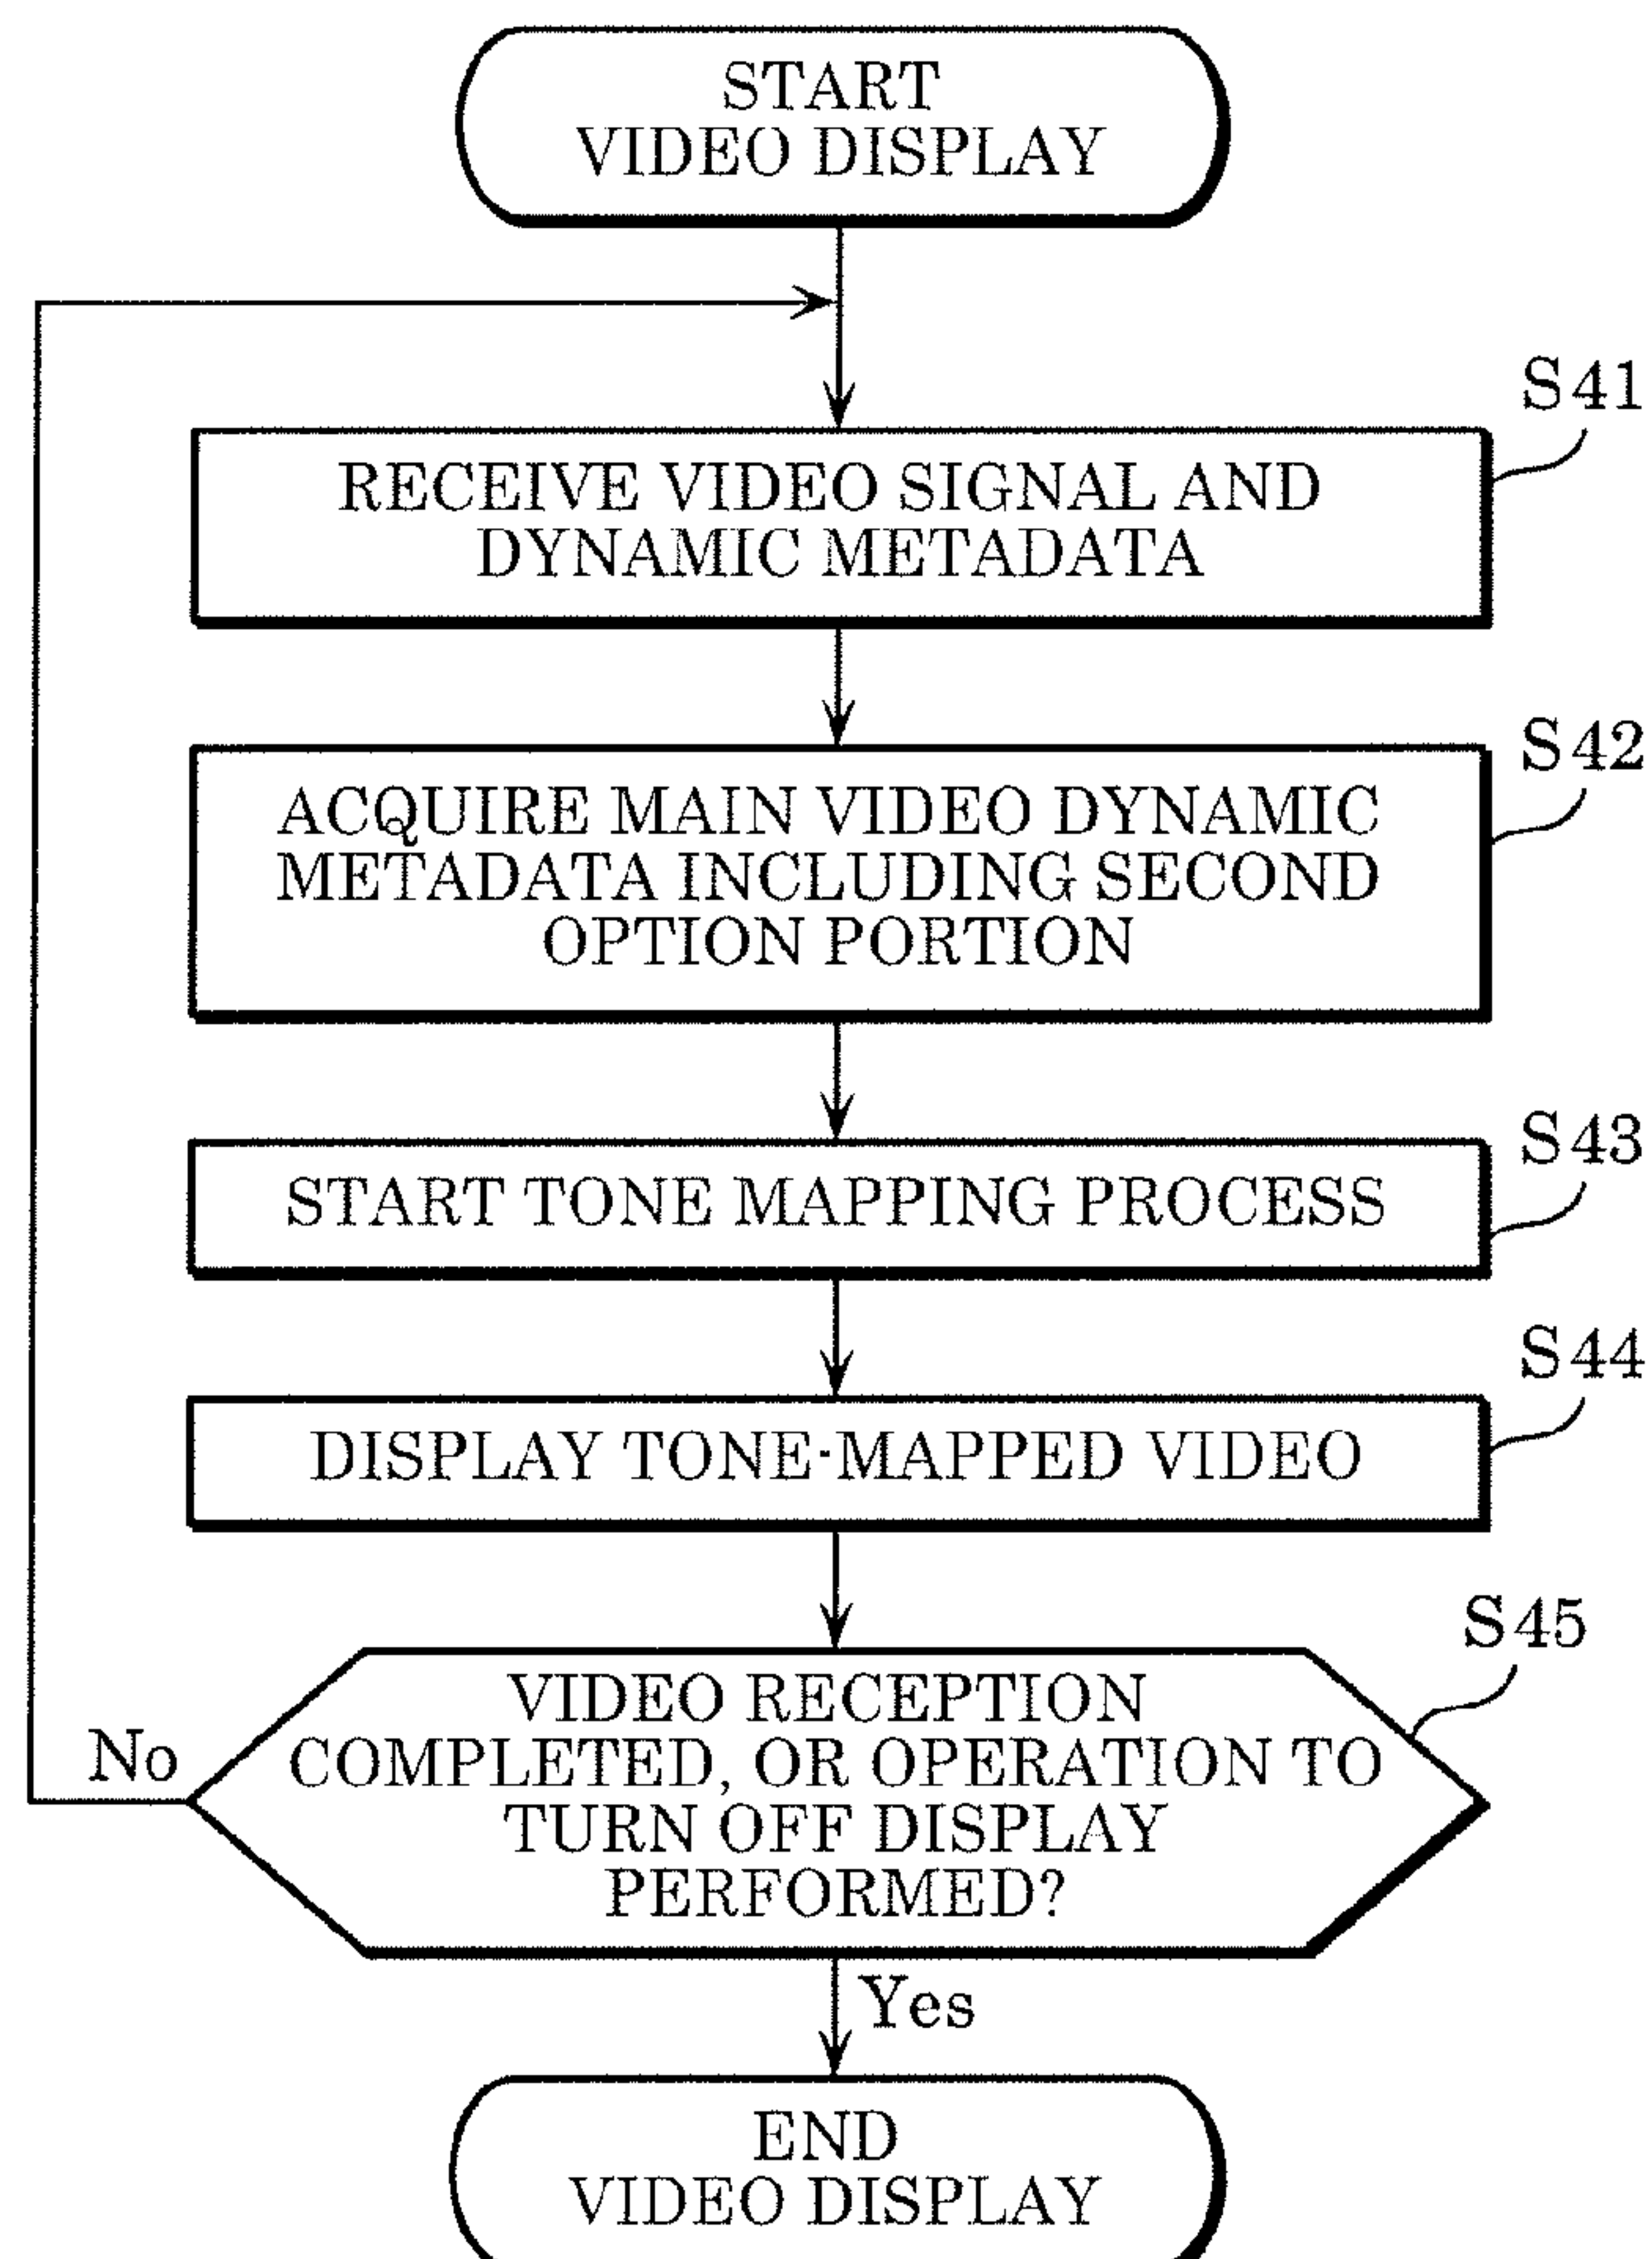 START
VIDEO DISPLAY
S41
RECEIVE VIDEO SIGNAL AND
DYNAMIC METADATA
S42
ACQUIRE MAIN VIDEO DYNAMIC
METADATA INCLUDING SECOND
OPTION PORTION
S43
START TONE MAPPING PROCESS
S44
DISPLAY TONE-MAPPED VIDEO
S45
VIDEO RECEPTION
COMPLETED, OR OPERATION TO
TURN OFF DISPLAY
PERFORMED?
No
Yes
END
VIDEO DISPLAY